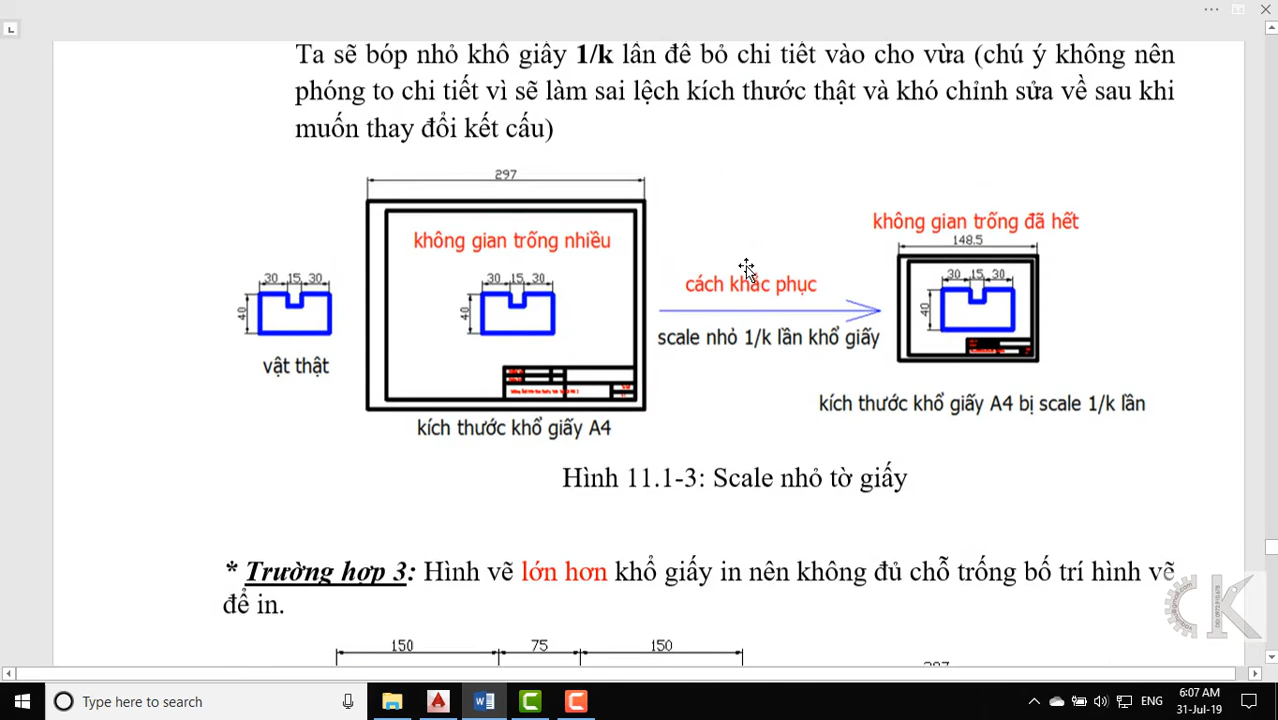 Ta sẽ bóp nhỏ khổ giấy 1/k lần để bỏ chi tiết vào cho vừa (chú ý không nên
phóng to chi tiết vì sẽ làm sai lệch kích thước thật và khó chỉnh sửa về sau khi
muốn thay đổi kết cấu)
297
không gian trống nhiều
không gian trống đã hết
148.5
30 15 30
40
vật thật
30 15 30
40
kích thước khổ giấy A4
cách khắc phục
scale nhỏ 1/k lần khổ giấy
30 15 30
40
kích thước khổ giấy A4 bị scale 1/k lần
Hình 11.1-3: Scale nhỏ tờ giấy
* Trường hợp 3: Hình vẽ lớn hơn khổ giấy in nên không đủ chỗ trống bố trí hình vẽ
để in.
150 75 150
297
CK
Type here to search
ENG
6:07 AM
31-Jul-19